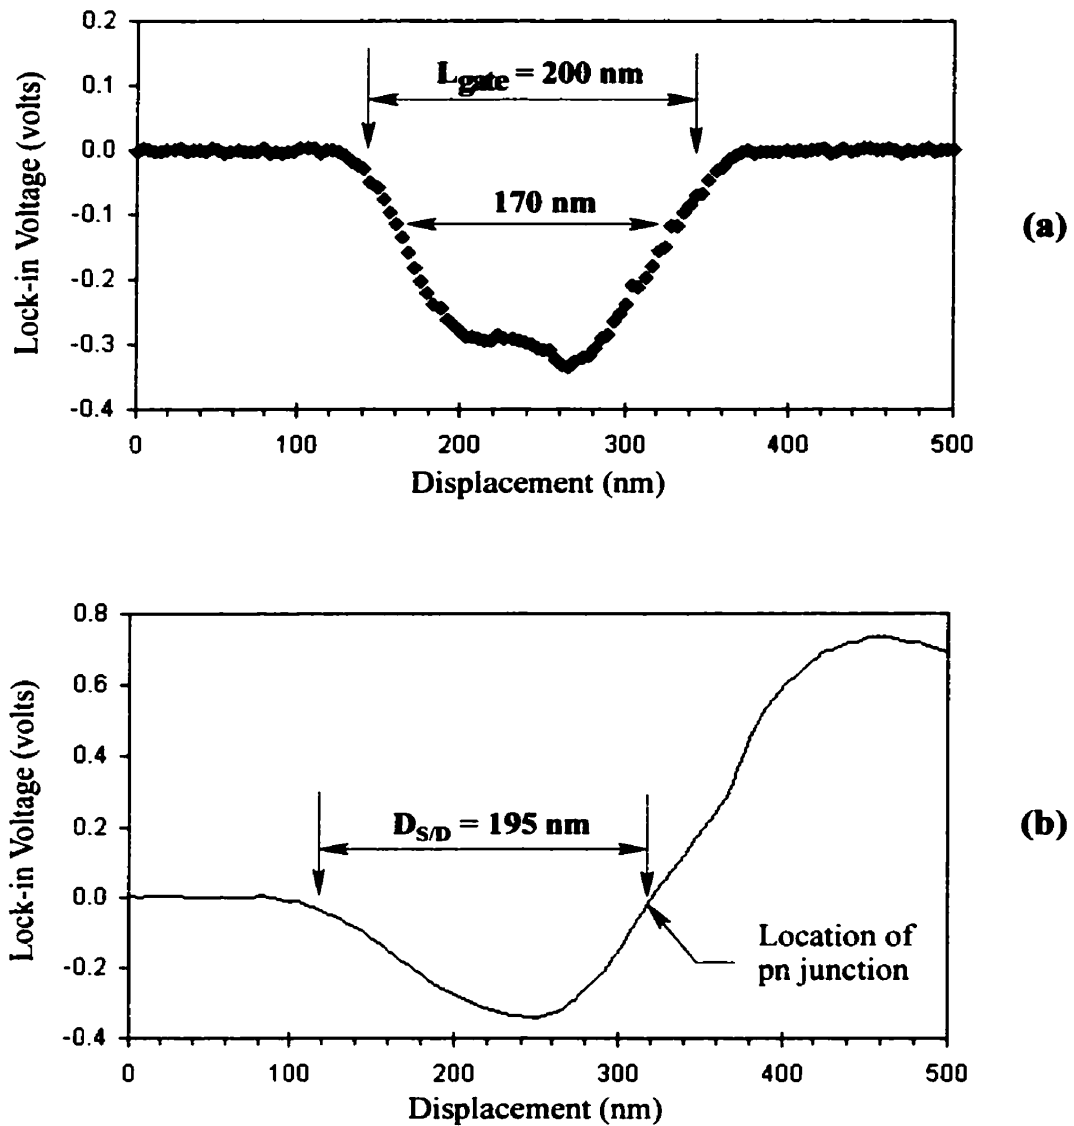 0.2
0.1
0.0
-0.1
-0.2
-0.3
-0.4
Lock-in Voltage (volts)
Lgate = 200 nm
170 nm
(a)
0 100 200 300 400 500
Displacement (nm)
0.8
0.6
0.4
0.2
0.0
-0.2
-0.4
Lock-in Voltage (volts)
DS/D = 195 nm
(b)
Location of
pn junction
0 100 200 300 400 500
Displacement (nm)